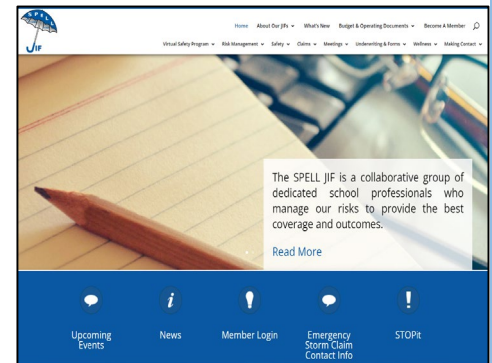 SPELL
JIF
Home About Our JIFs What's New Budget & Operating Documents Become A Member
Virtual Safety Program Risk Management Safety Claims Meetings Underwriting & Forms Wellness Making Contact
The SPELL JIF is a collaborative group of
dedicated school professionals who
manage our risks to provide the best
coverage and outcomes.
Read More
Upcoming
Events
News
Member Login
Emergency
Storm Claim
Contact Info
STOPit